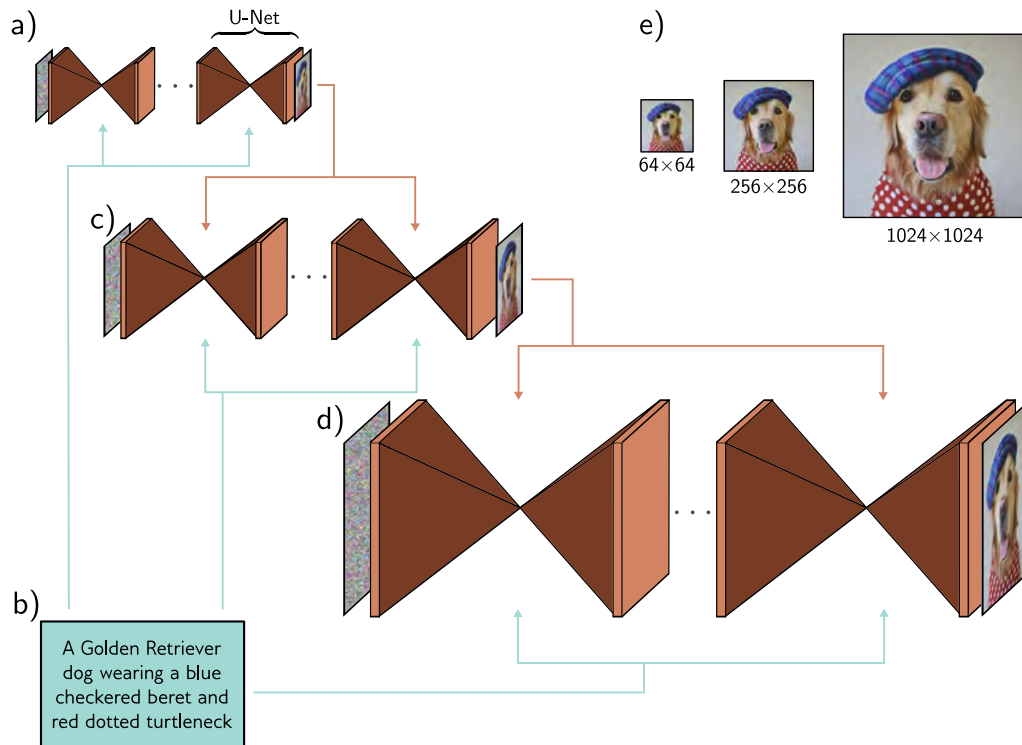 a)
U-Net
e)
64×64
256×256
1024×1024
c)
d)
b)
A Golden Retriever
dog wearing a blue
checkered beret and
red dotted turtleneck